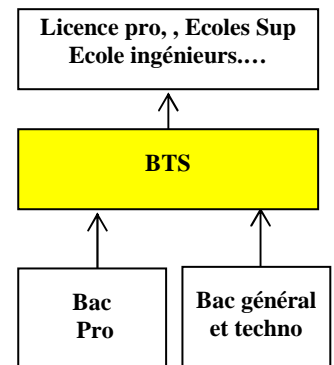 Licence pro, , Ecoles Sup
Ecole ingénieurs.…
BTS
Bac
Pro
Bac général
et techno